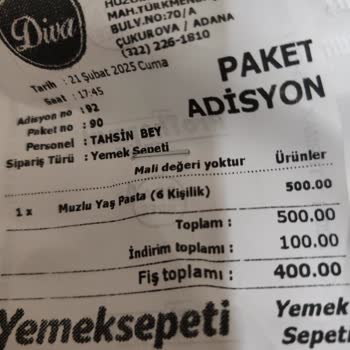 Diva
MAH.TÜRKMENB
BULV.NO:70/A
ÇUKUROVA / ADANA
(322) 226-1810
PAKET
ADİSYON
Tarih : 21 Şubat 2025 Cuma
Saat : 17:45
Adisyon no : 92
Paket no : 90
Personel : TAHSİN BEY
Sipariş Türü : Yemek Sepeti
Mali değeri yoktur
Ürünler
1 x Muzlu Yaş Pasta (6 Kişilik) 500.00
Toplam : 500.00
İndirim toplamı : 100.00
Fiş toplamı : 400.00
Yemeksepeti
Yemek
Sepeti